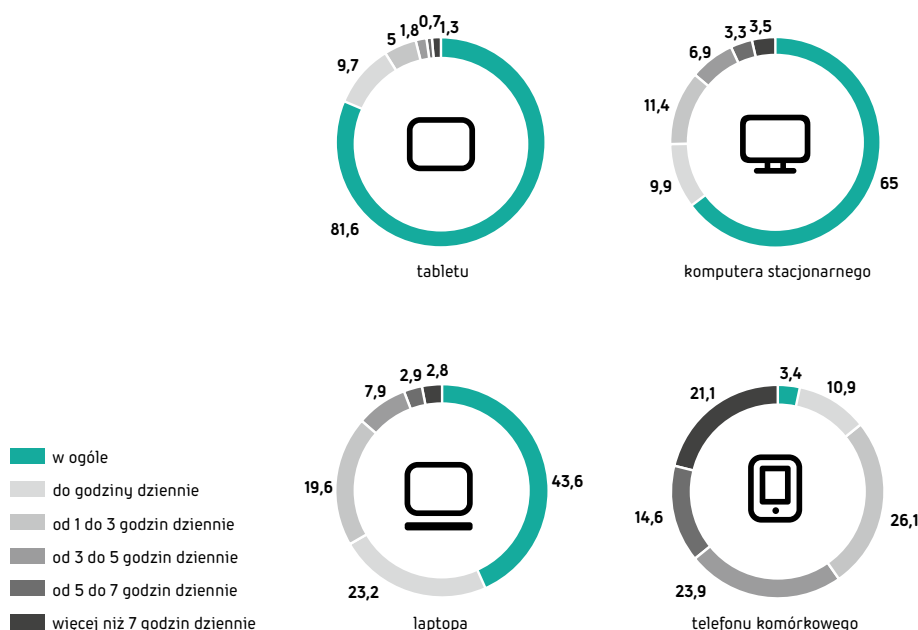 0,7
1,8
1,3
5
9,7
81,6
tabletu
3,3
3,5
6,9
11,4
9,9
65
komputera stacjonarnego
2,8
2,9
7,9
19,6
43,6
23,2
laptopa
3,4
21,1
10,9
14,6
26,1
23,9
telefonu komórkowego
w ogóle
do godziny dziennie
od 1 do 3 godzin dziennie
od 3 do 5 godzin dziennie
od 5 do 7 godzin dziennie
więcej niż 7 godzin dziennie